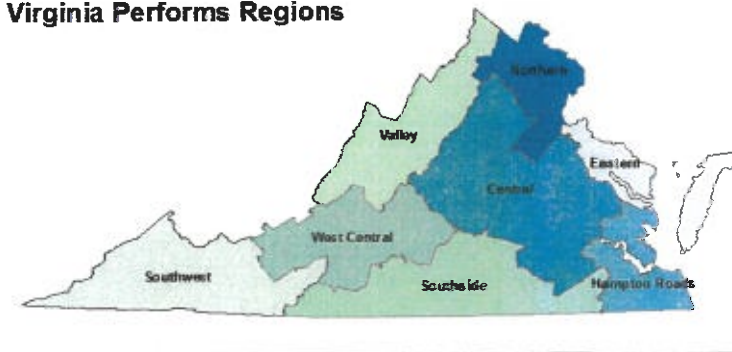 Virginia Performs Regions
Northern
Valley
Eastern
Central
West Central
Southwest
Southside
Hampton Roads